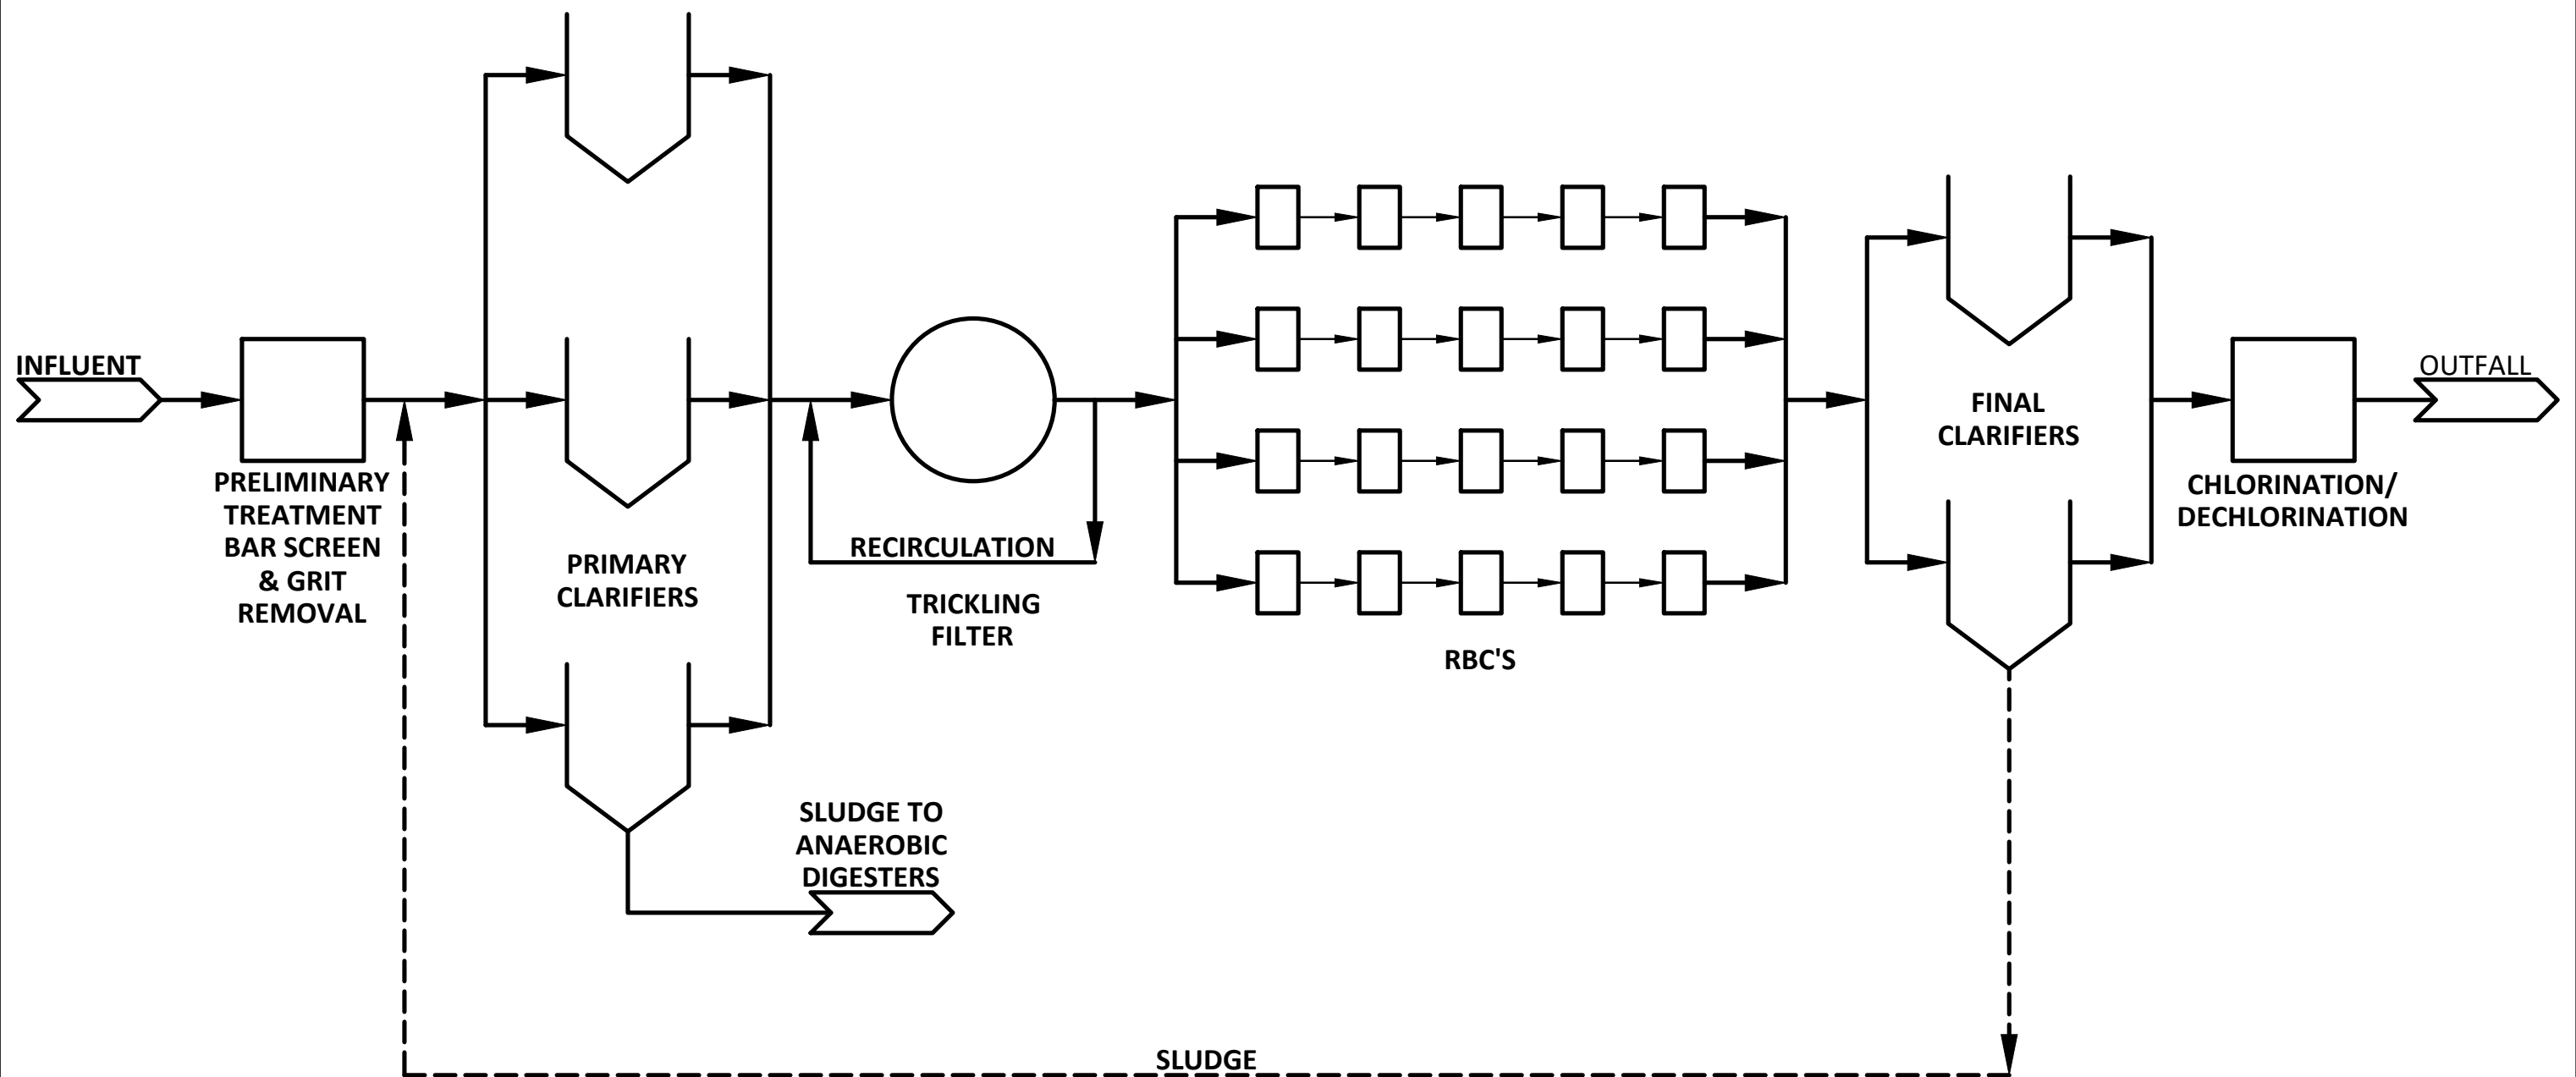 INFLUENT
PRELIMINARY
TREATMENT
BAR SCREEN
& GRIT
REMOVAL
PRIMARY
CLARIFIERS
SLUDGE TO
ANAEROBIC
DIGESTERS
RECIRCULATION
TRICKLING
FILTER
RBC'S
FINAL
CLARIFIERS
CHLORINATION/
DECHLORINATION
OUTFALL
SLUDGE